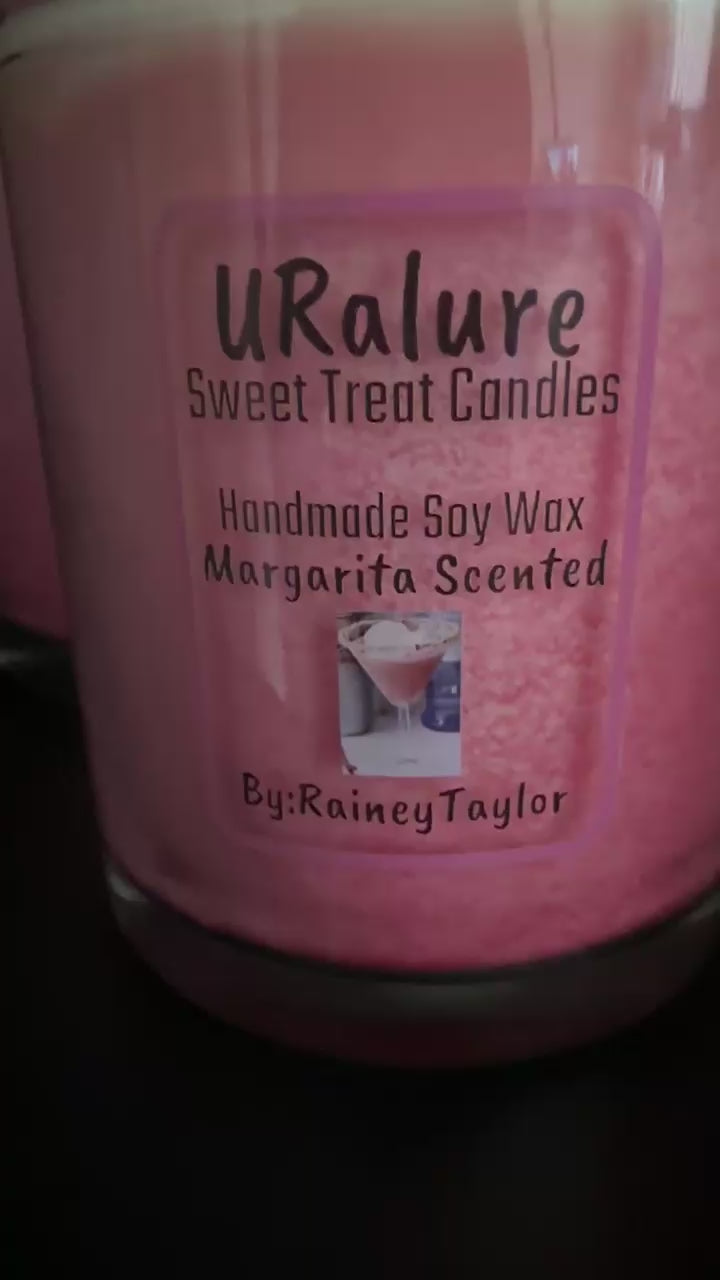 URalure
Sweet Treat Candles
Handmade Soy Wax
Margarita Scented
By:RaineyTaylor